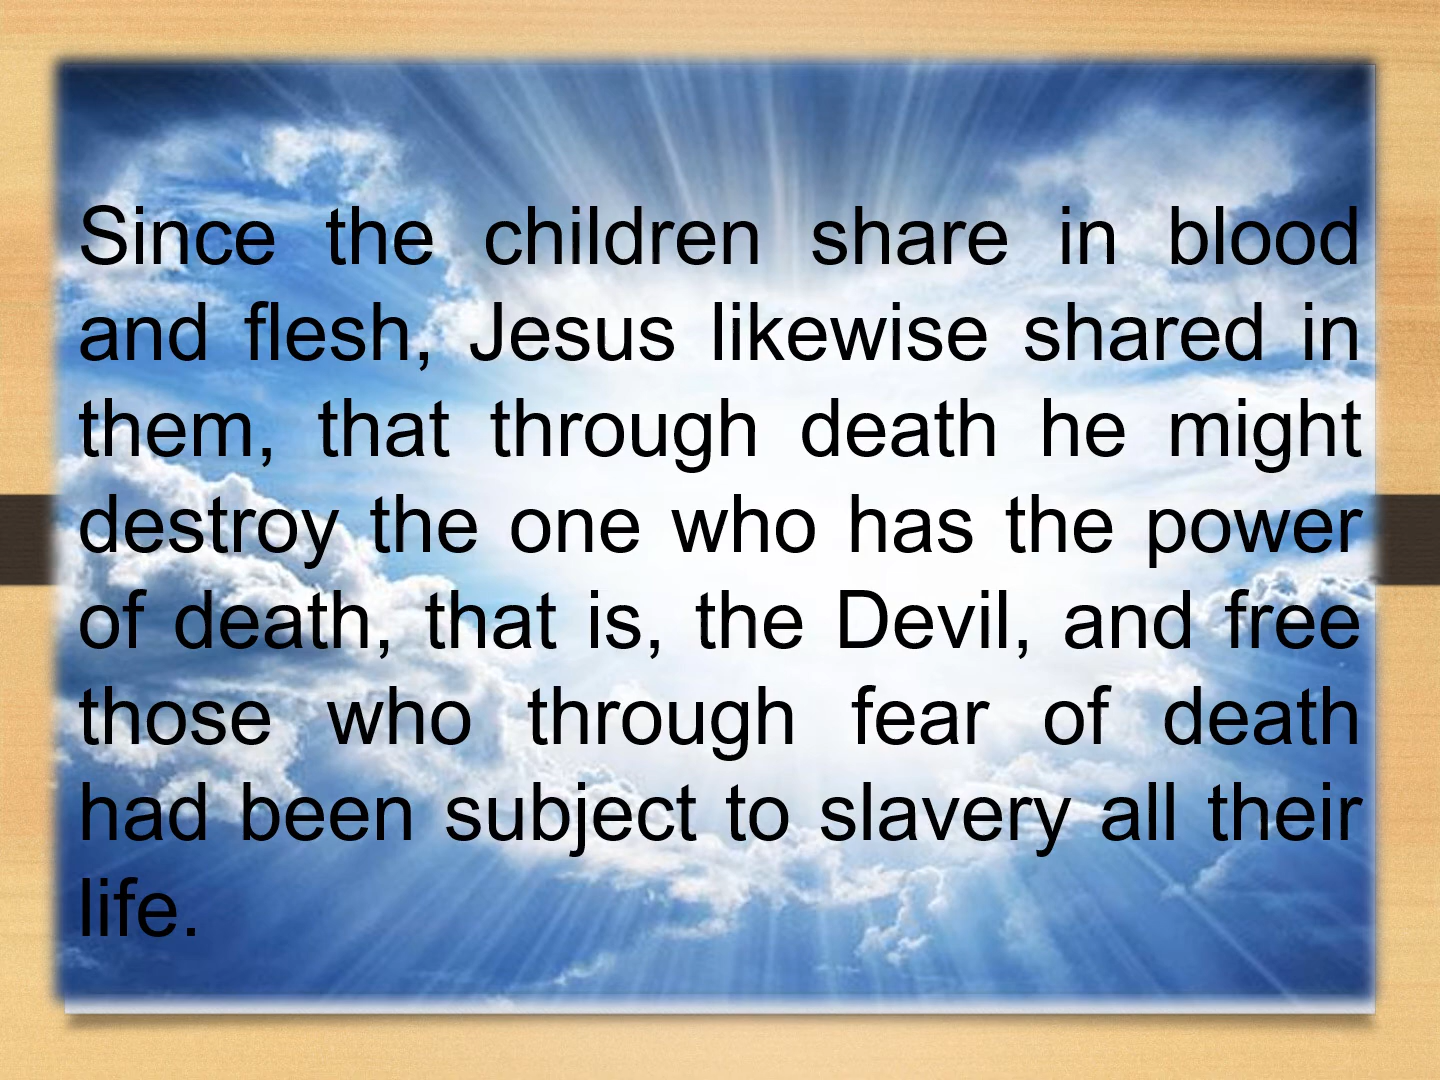 Since the children share in blood
and flesh, Jesus likewise shared in
them, that through death he might
destroy the one who has the power
of death, that is, the Devil, and free
those who through fear of death
had been subject to slavery all their
life.